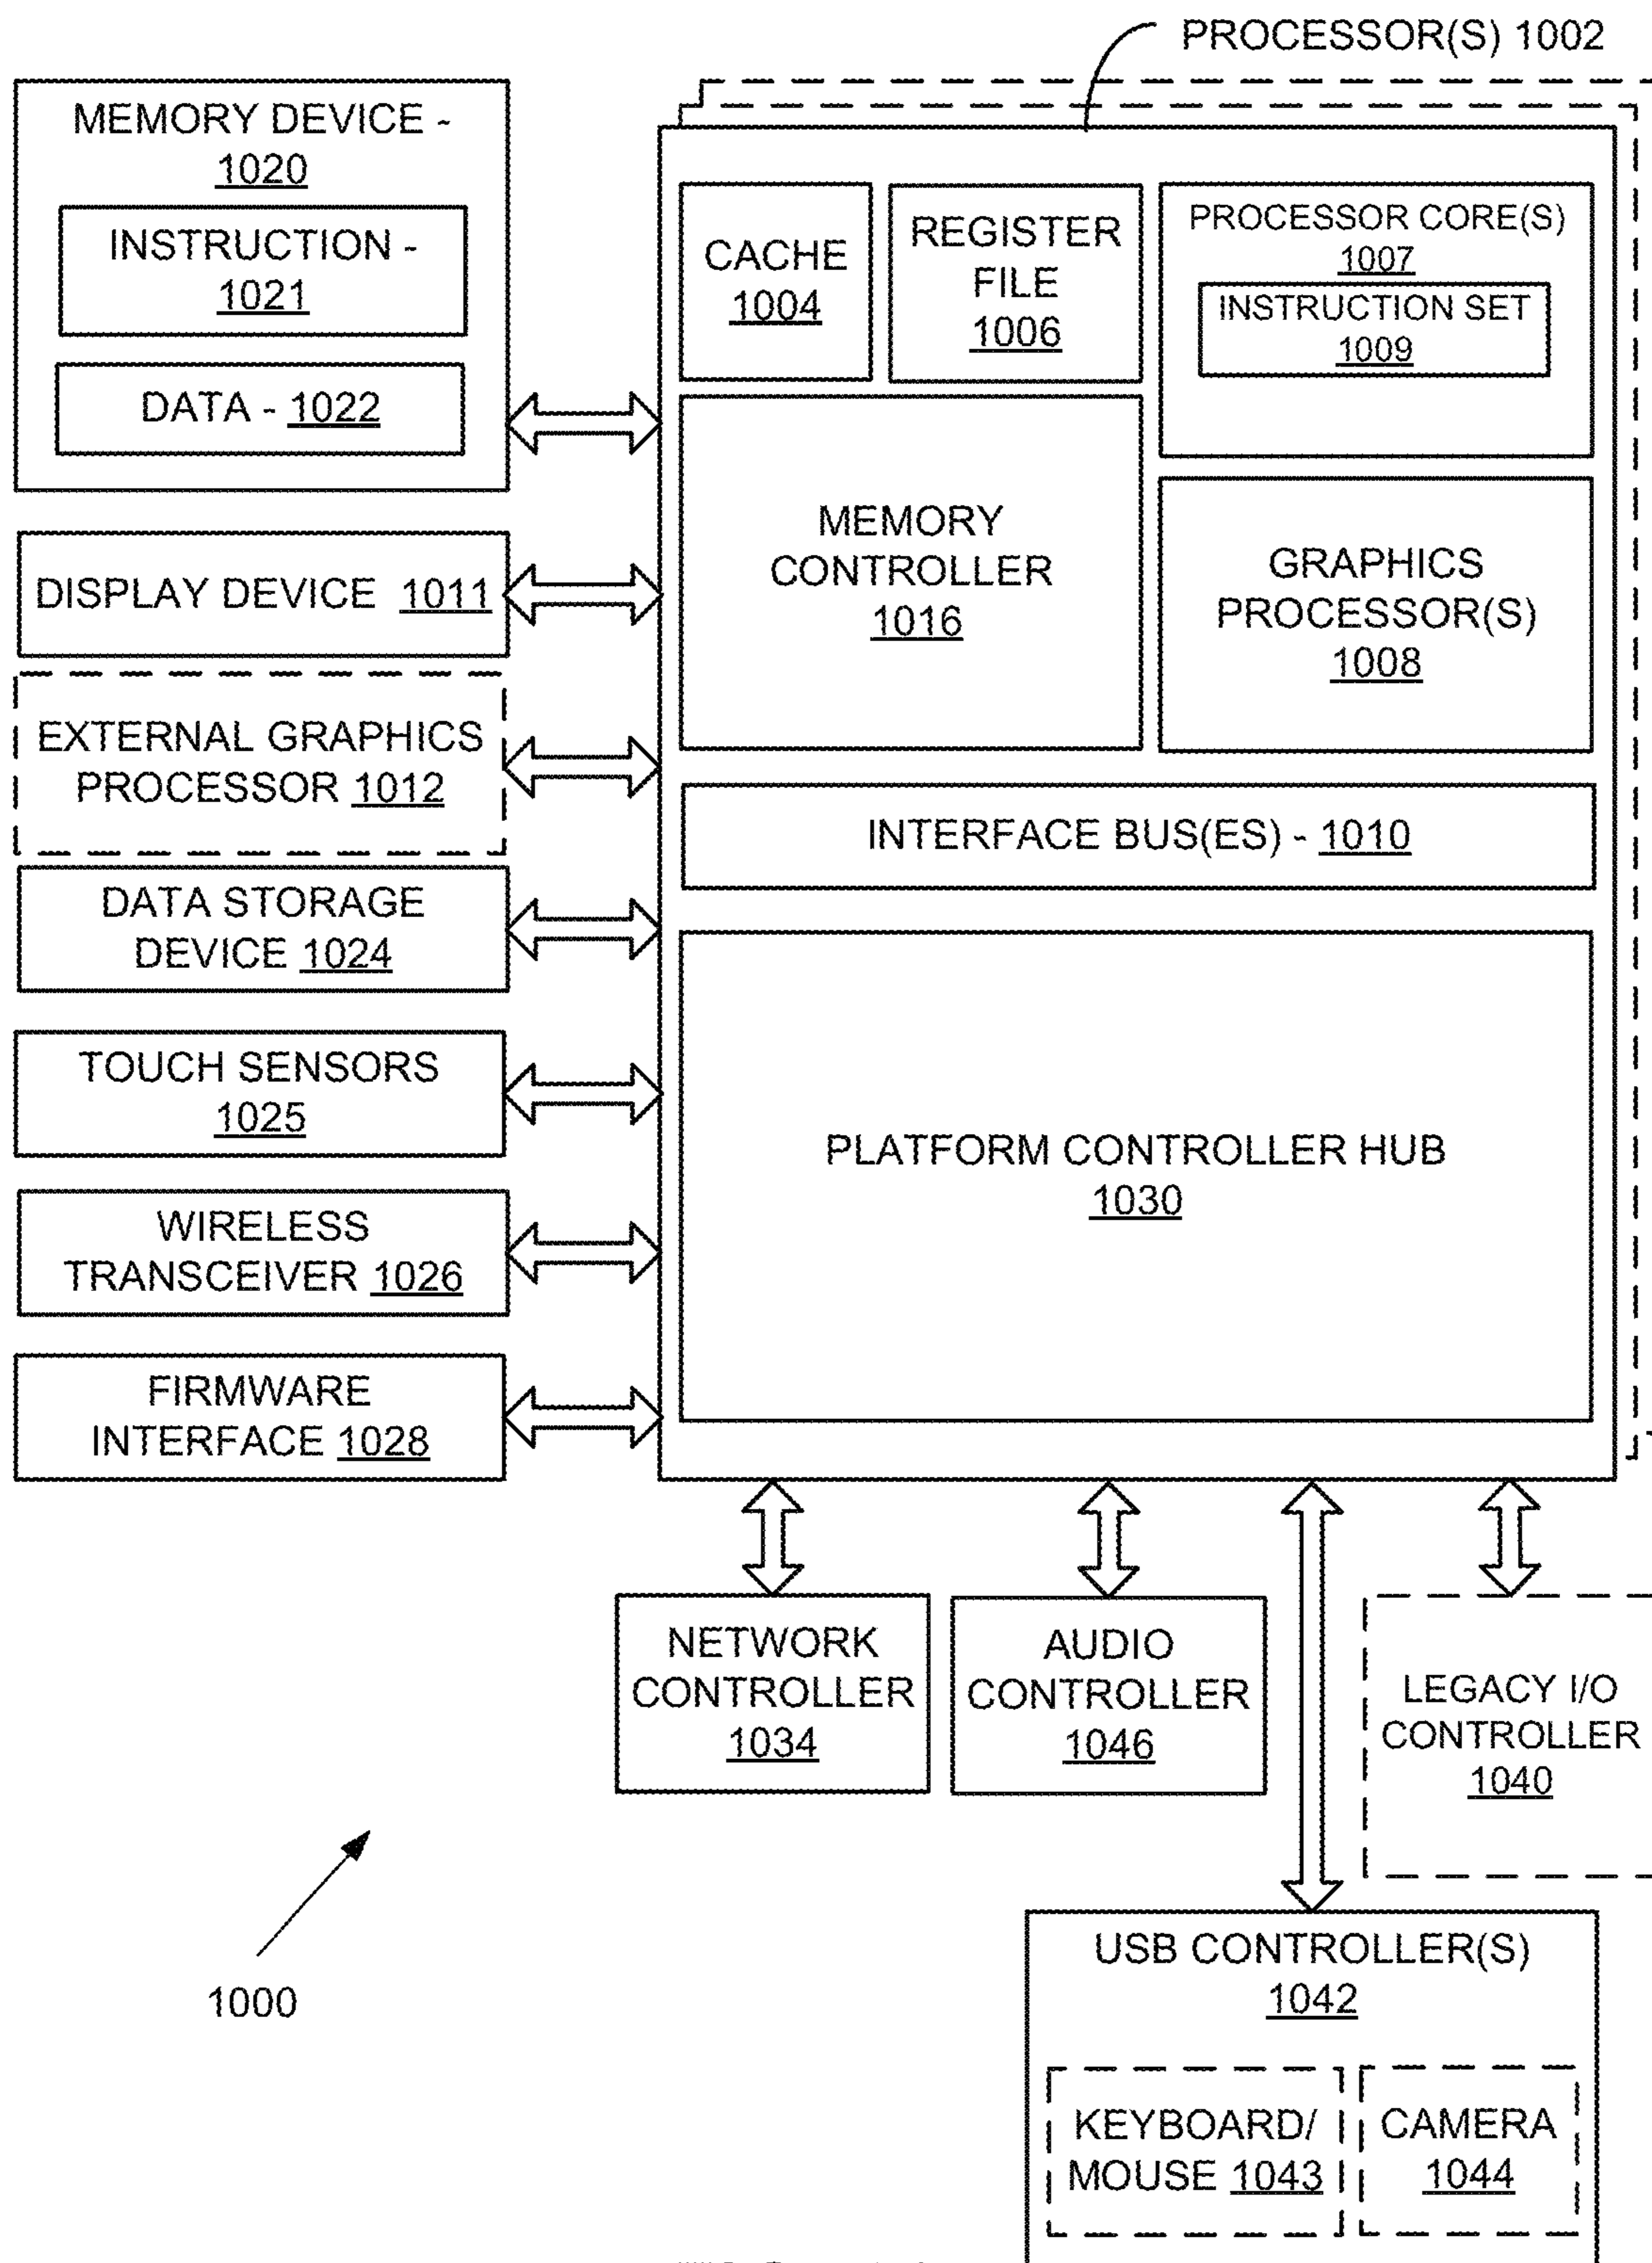 PROCESSOR(S) 1002
MEMORY DEVICE -
1020
INSTRUCTION -
1021
DATA - 1022
DISPLAY DEVICE 1011
EXTERNAL GRAPHICS
PROCESSOR 1012
DATA STORAGE
DEVICE 1024
TOUCH SENSORS
1025
WIRELESS
TRANSCEIVER 1026
FIRMWARE
INTERFACE 1028
CACHE
1004
REGISTER
FILE
1006
PROCESSOR CORE(S)
1007
INSTRUCTION SET
1009
MEMORY
CONTROLLER
1016
GRAPHICS
PROCESSOR(S)
1008
INTERFACE BUS(ES) - 1010
PLATFORM CONTROLLER HUB
1030
NETWORK
CONTROLLER
1034
AUDIO
CONTROLLER
1046
LEGACY I/O
CONTROLLER
1040
1000
USB CONTROLLER(S)
1042
KEYBOARD/
MOUSE 1043
CAMERA
1044